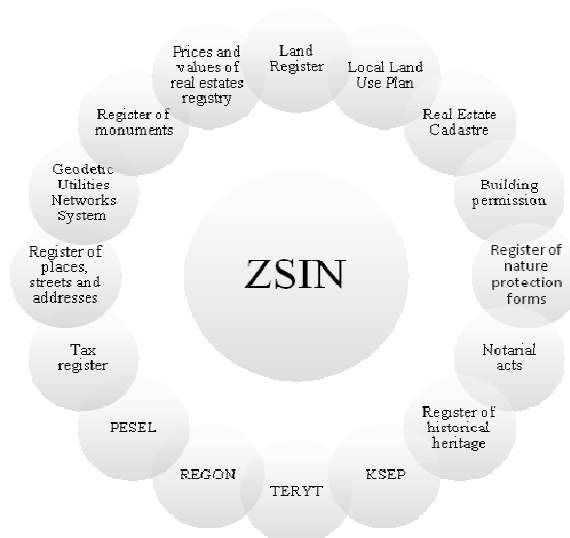 Land
Register
Local Land
Use Plan
Real Estate
Cadastre
Building
permission
Register of
nature
protection
forms
Notarial
acts
Register of
historical
heritage
KSEP
TERYT
REGON
PESEL
Tax
register
Register of
places,
streets and
addresses
Geodetic
Utilities
Networks
System
Register of
monuments
Prices and
values of
real estates
registry
ZSIN